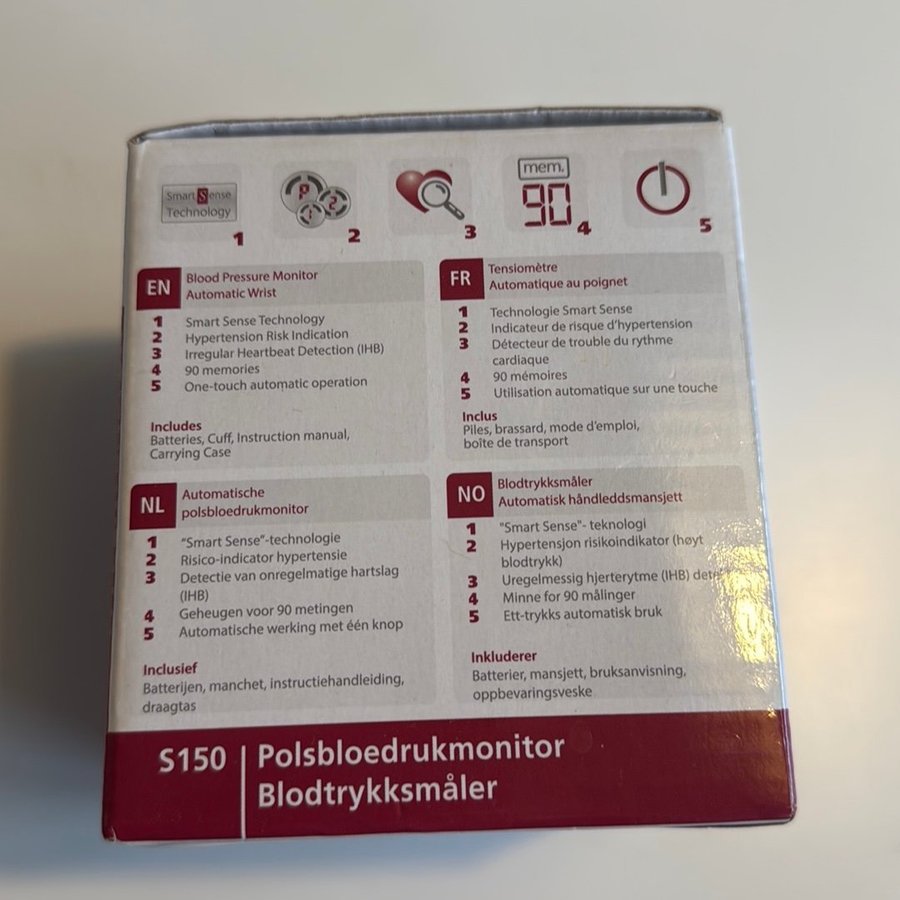 Smart Sense
Technology
1
P
1
2
2
3
mem.
90
4
5
EN
Blood Pressure Monitor
Automatic Wrist
1 Smart Sense Technology
2 Hypertension Risk Indication
3 Irregular Heartbeat Detection (IHB)
4 90 memories
5 One-touch automatic operation
Includes
Batteries, Cuff, Instruction manual,
Carrying Case
FR
Tensiomètre
Automatique au poignet
1 Technologie Smart Sense
2 Indicateur de risque d'hypertension
3 Détecteur de trouble du rythme
cardiaque
4 90 mémoires
5 Utilisation automatique sur une touche
Inclus
Piles, brassard, mode d'emploi,
boîte de transport
NL
Automatische
polsbloedrukmonitor
1 "Smart Sense"-technologie
2 Risico-indicator hypertensie
3 Detectie van onregelmatige hartslag
(IHB)
4 Geheugen voor 90 metingen
5 Automatische werking met één knop
Inclusief
Batterijen, manchet, instructiehandleiding,
draagtas
NO
Blodtrykksmåler
Automatisk håndleddsmansjett
1 "Smart Sense"- teknologi
2 Hypertensjon risikoindikator (høyt
blodtrykk)
3 Uregelmessig hjerterytme (IHB)
4 Minne for 90 målinger
5 Ett-trykks automatisk bruk
Inkluderer
Batterier, mansjett, bruksanvisning,
oppbevaringsveske
S150
Polsbloedrukmonitor
Blodtrykksmåler